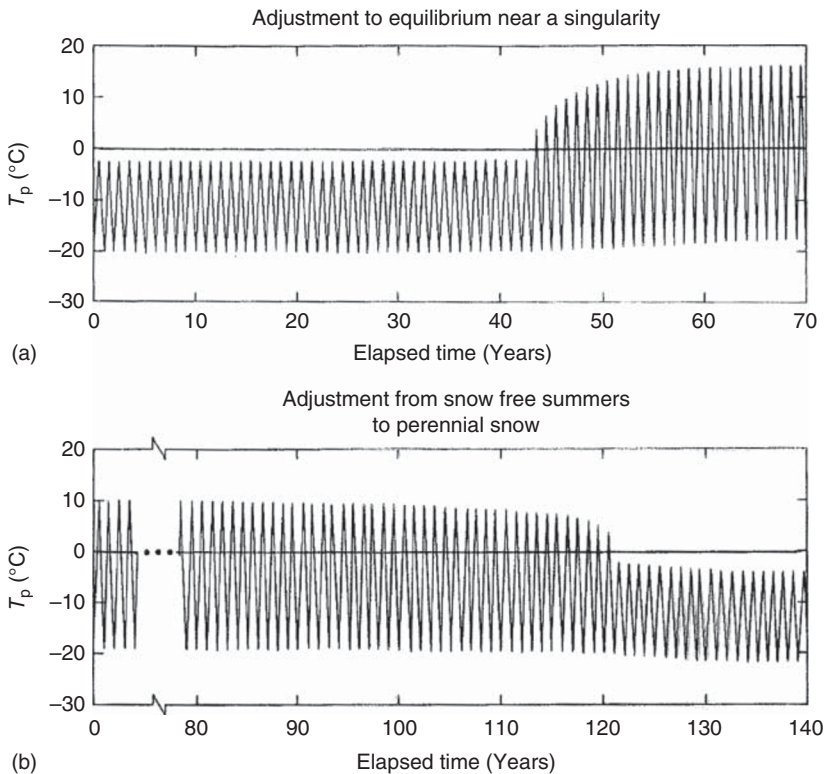 Adjustment to equilibrium near a singularity
20
10
0
−10
−20
−30
Tp (°C)
0 10 20 30 40 50 60 70
Elapsed time (Years)
(a)
Adjustment from snow free summers
to perennial snow
20
10
0
−10
−20
−30
Tp (°C)
0 80 90 100 110 120 130 140
Elapsed time (Years)
(b)